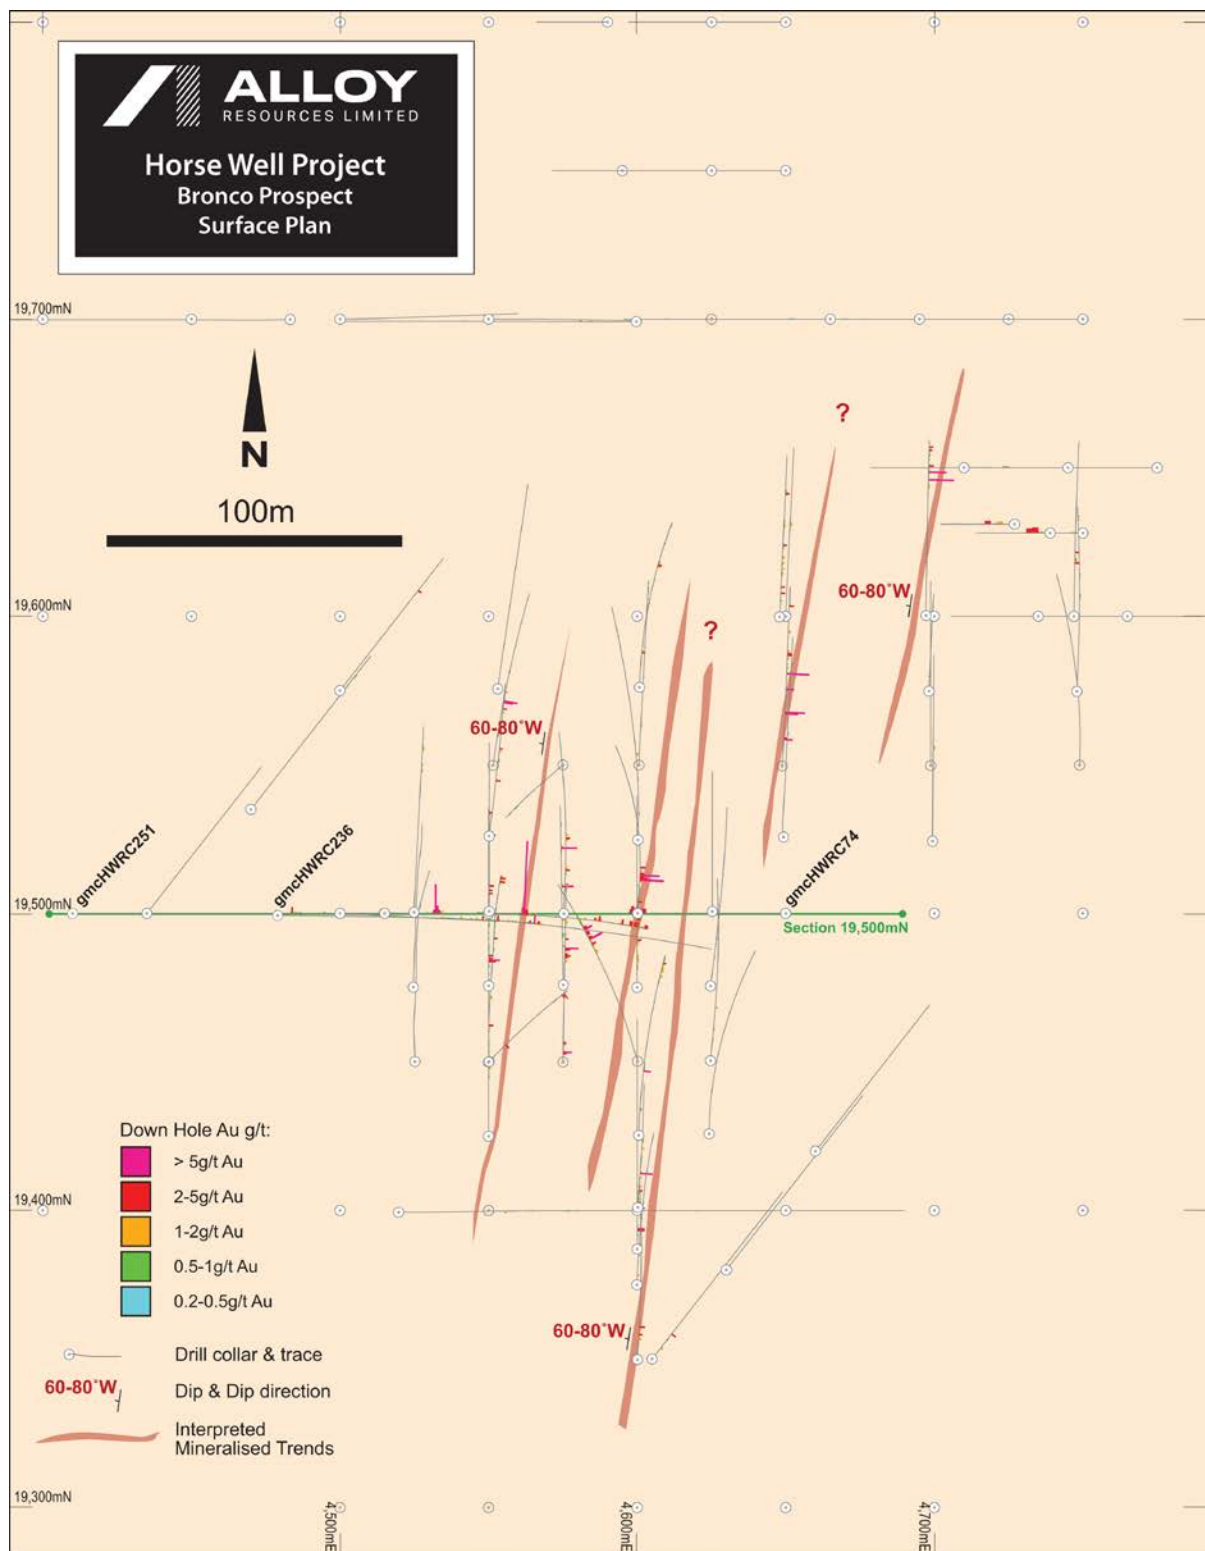 ALLOY
RESOURCES LIMITED
Horse Well Project
Bronco Prospect
Surface Plan
19,700mN
N
100m
?
60-80°W
19,600mN
?
60-80°W
gmcHWRC251
gmcHWRC236
gmcHWRC74
19,500mN
Section 19,500mN
Down Hole Au g/t:
> 5g/t Au
2-5g/t Au
1-2g/t Au
0.5-1g/t Au
0.2-0.5g/t Au
19,400mN
60-80°W
Drill collar & trace
60-80°W
Dip & Dip direction
Interpreted
Mineralised Trends
19,300mN
4,500mE
4,600mE
4,700mE